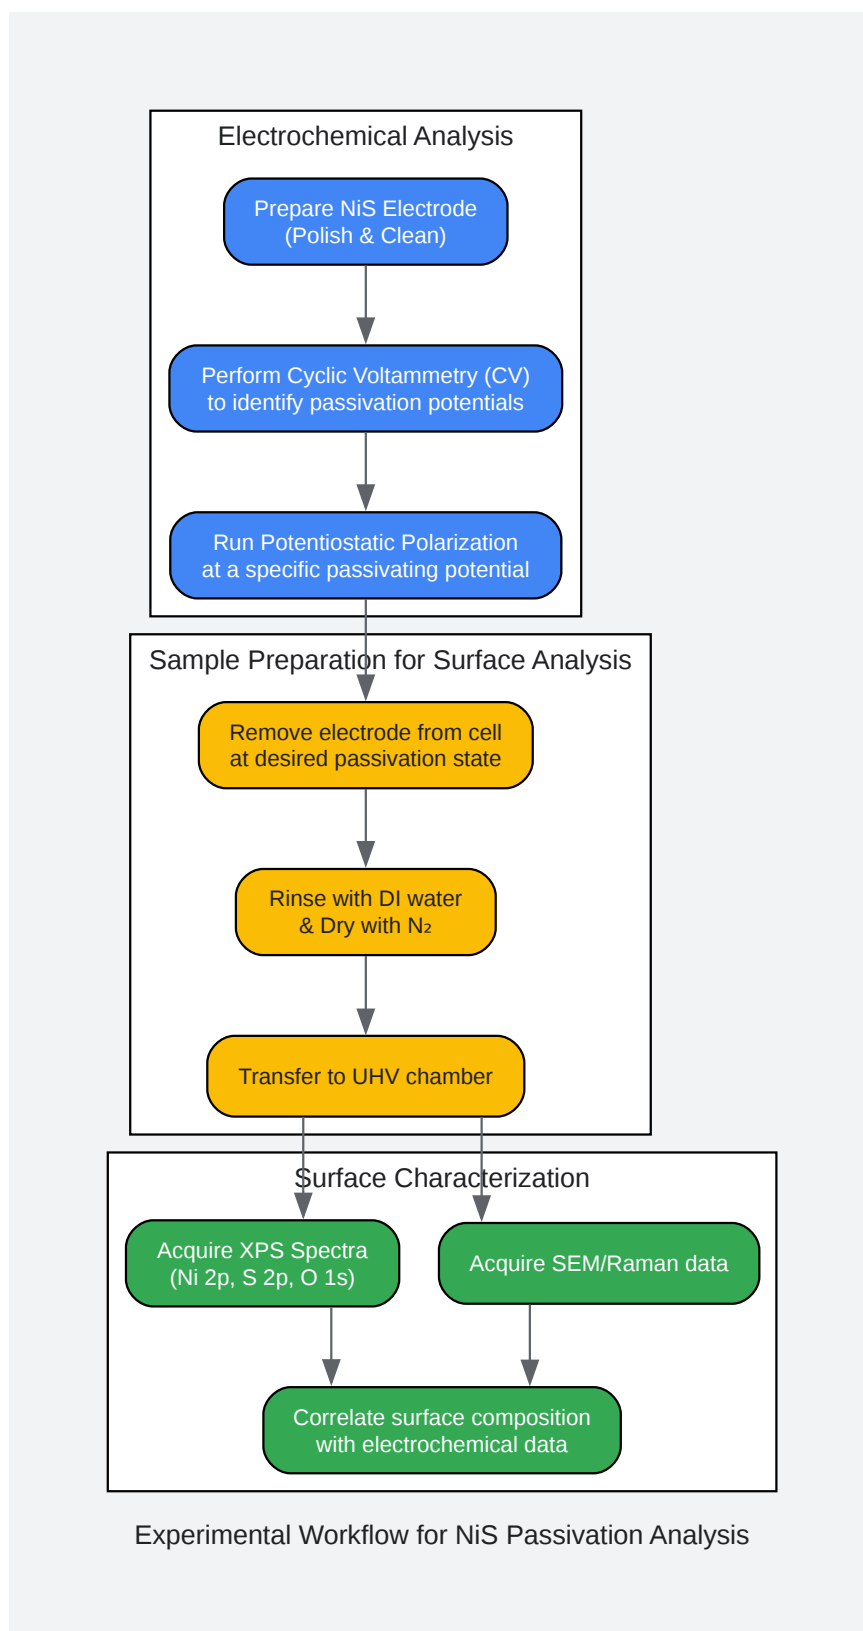 Electrochemical Analysis
Prepare NiS Electrode
(Polish & Clean)
Perform Cyclic Voltammetry (CV)
to identify passivation potentials
Run Potentiostatic Polarization
at a specific passivating potential
Sample Preparation for Surface Analysis
Remove electrode from cell
at desired passivation state
Rinse with DI water
& Dry with N₂
Transfer to UHV chamber
Surface Characterization
Acquire XPS Spectra
(Ni 2p, S 2p, O 1s)
Acquire SEM/Raman data
Correlate surface composition
with electrochemical data
Experimental Workflow for NiS Passivation Analysis